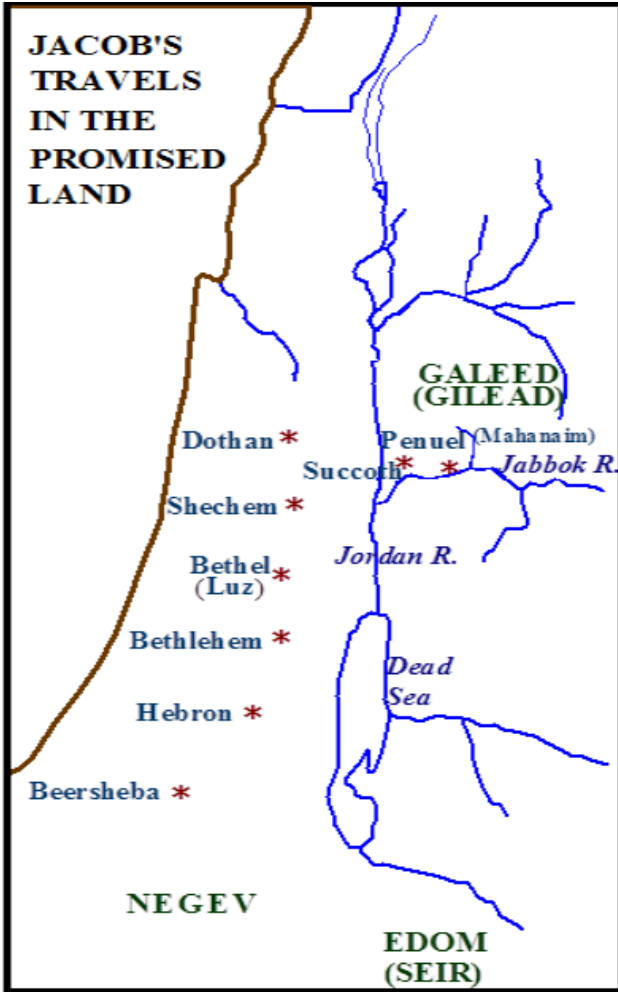 JACOB'S
TRAVELS
IN THE
PROMISED
LAND
GALEED
(GILEAD)
Dothan *
Penuel (Mahanaim)
Succoth * *
Jabbok R.
Shechem *
Jordan R.
Bethel *
(Luz)
Bethlehem *
Dead
Sea
Hebron *
Beersheba *
NEGEV
EDOM
(SEIR)